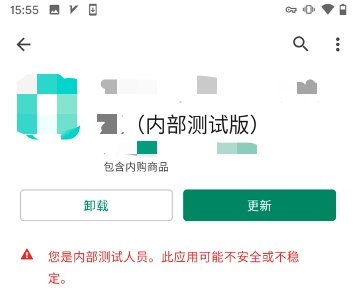 15:55
（内部测试版）
包含内购商品
卸载
更新
您是内部测试人员。此应用可能不安全或不稳
定。